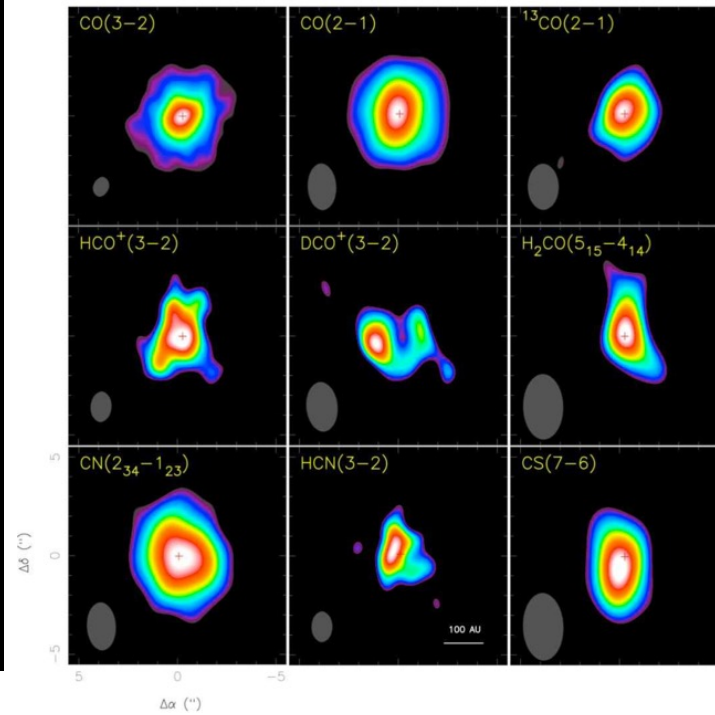 CO(3−2)
CO(2−1)
¹³CO(2−1)
HCO⁺(3−2)
DCO⁺(3−2)
H₂CO(5₁₅−4₁₄)
CN(2₃₄−1₂₃)
HCN(3−2)
CS(7−6)
100 AU
5
0
−5
Δδ (")
5
0
−5
Δα (")